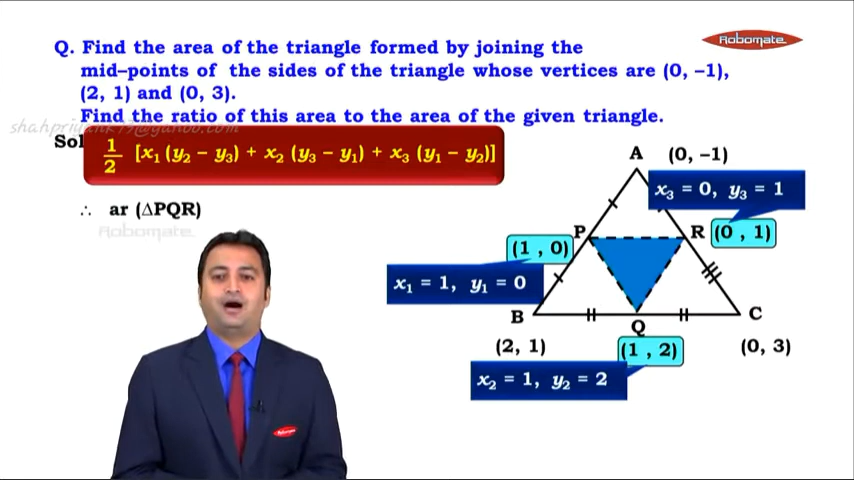 Q. Find the area of the triangle formed by joining the
mid–points of the sides of the triangle whose vertices are (0, –1),
(2, 1) and (0, 3).
Find the ratio of this area to the area of the given triangle.
Robomate
shahpriyank79@yahoo.com
Sol
1/2 [x₁ (y₂ – y₃) + x₂ (y₃ – y₁) + x₃ (y₁ – y₂)]
∴ ar (ΔPQR)
Robomate
A (0, –1)
x₃ = 0, y₃ = 1
P
R (0 , 1)
(1 , 0)
x₁ = 1, y₁ = 0
B
C
Q
(2, 1)
(1 , 2)
(0, 3)
x₂ = 1, y₂ = 2